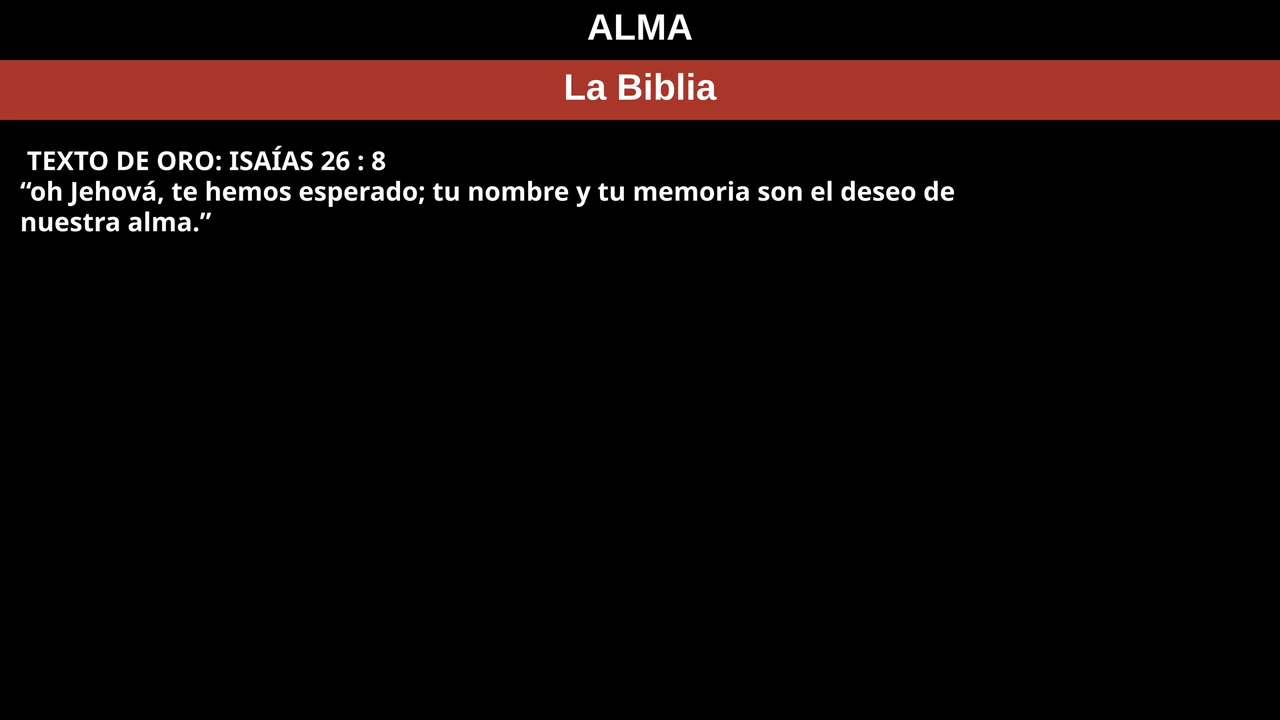 ALMA
La Biblia
TEXTO DE ORO: ISAÍAS 26 : 8
“oh Jehová, te hemos esperado; tu nombre y tu memoria son el deseo de
nuestra alma.”